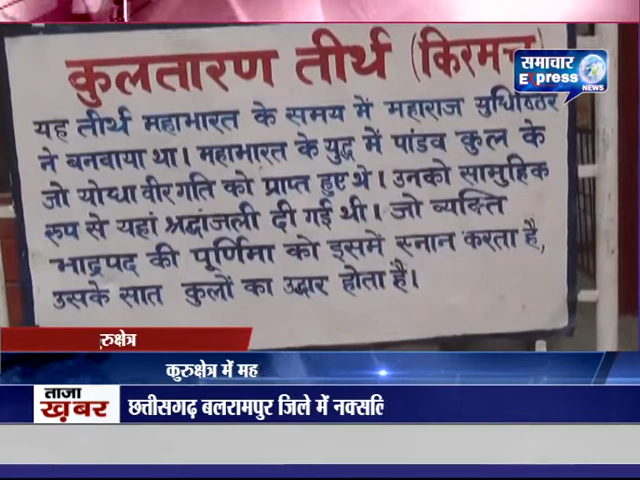 कुलतारण तीर्थ (किरमच)
समाचार
Express
NEWS
यह तीर्थ महाभारत के समय में महाराज युधिष्ठिर
ने बनवाया था। महाभारत के युद्ध में पांडव कुल के
जो योध्धा वीरगति को प्राप्त हुए थे। उनको सामुहिक
रुप से यहां श्रद्धांजली दी गई थी। जो व्यक्ति
भाद्रपद की पूर्णिमा को इसमें स्नान करता है,
उसके सात कुलों का उद्धार होता है।
रुक्षेत्र
कुरुक्षेत्र में मह
ताजा
ख़बर
छत्तीसगढ़ बलरामपुर जिले में नक्सलि